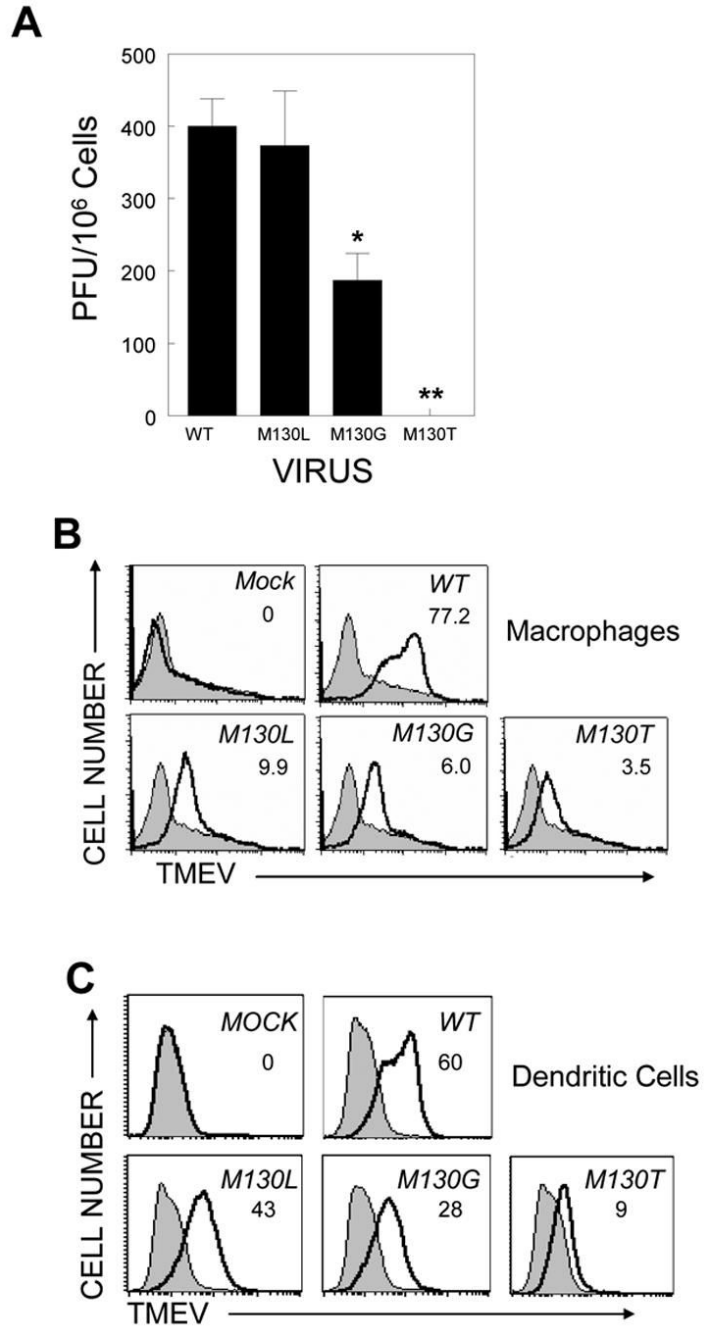 A
PFU/10⁶ Cells
500
400
300
200
100
0
*
**
WT M130L M130G M130T
VIRUS
B
CELL NUMBER
Mock
0
WT
77.2
Macrophages
M130L
9.9
M130G
6.0
M130T
3.5
TMEV
C
CELL NUMBER
MOCK
0
WT
60
Dendritic Cells
M130L
43
M130G
28
M130T
9
TMEV